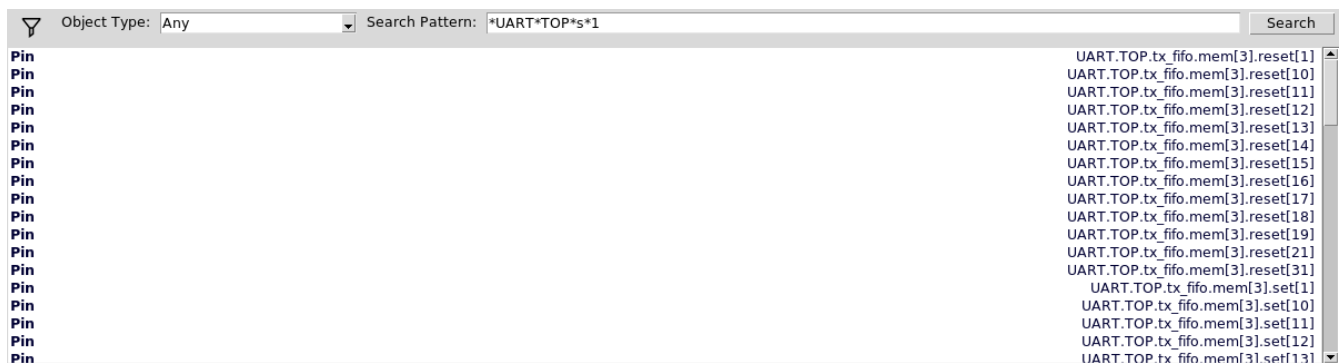 Object Type: Any Search Pattern: *UART*TOP*s*1 Search
Pin UART.TOP.tx_fifo.mem[3].reset[1]
Pin UART.TOP.tx_fifo.mem[3].reset[10]
Pin UART.TOP.tx_fifo.mem[3].reset[11]
Pin UART.TOP.tx_fifo.mem[3].reset[12]
Pin UART.TOP.tx_fifo.mem[3].reset[13]
Pin UART.TOP.tx_fifo.mem[3].reset[14]
Pin UART.TOP.tx_fifo.mem[3].reset[15]
Pin UART.TOP.tx_fifo.mem[3].reset[16]
Pin UART.TOP.tx_fifo.mem[3].reset[17]
Pin UART.TOP.tx_fifo.mem[3].reset[18]
Pin UART.TOP.tx_fifo.mem[3].reset[19]
Pin UART.TOP.tx_fifo.mem[3].reset[21]
Pin UART.TOP.tx_fifo.mem[3].reset[31]
Pin UART.TOP.tx_fifo.mem[3].set[1]
Pin UART.TOP.tx_fifo.mem[3].set[10]
Pin UART.TOP.tx_fifo.mem[3].set[11]
Pin UART.TOP.tx_fifo.mem[3].set[12]
Pin UART.TOP.tx_fifo.mem[3].set[13]